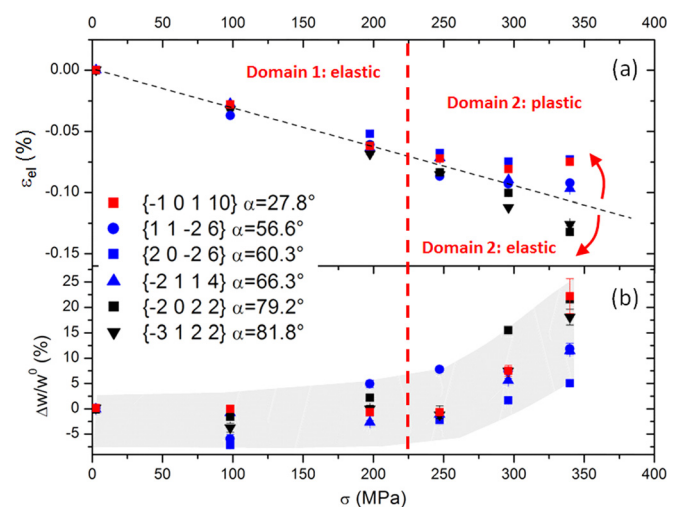 0 50 100 150 200 250 300 350 400
(a)
Domain 1: elastic
Domain 2: plastic
0.00
-0.05
-0.10
-0.15
εel (%)
{-1 0 1 10} α=27.8°
{1 1 -2 6} α=56.6°
{2 0 -2 6} α=60.3°
{-2 1 1 4} α=66.3°
{-2 0 2 2} α=79.2°
{-3 1 2 2} α=81.8°
Domain 2: elastic
(b)
25
20
15
10
5
0
-5
Δw/w⁰ (%)
0 50 100 150 200 250 300 350 400
σ (MPa)